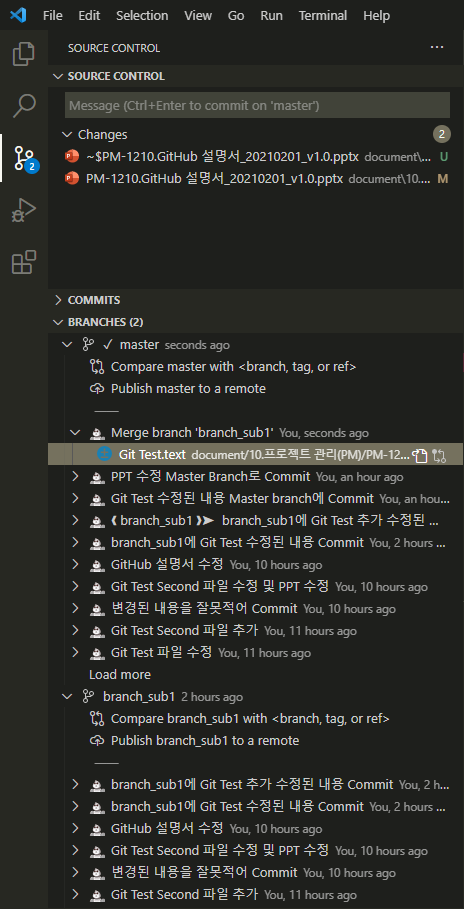 File Edit Selection View Go Run Terminal Help
SOURCE CONTROL ...
SOURCE CONTROL
Message (Ctrl+Enter to commit on 'master')
Changes 2
~$PM-1210.GitHub 설명서_20210201_v1.0.pptx document\... U
2 PM-1210.GitHub 설명서_20210201_v1.0.pptx document\10.... M
COMMITS
BRANCHES (2)
master seconds ago
Compare master with <branch, tag, or ref>
Publish master to a remote
Merge branch 'branch_sub1' You, seconds ago
Git Test.text document/10.프로젝트 관리(PM)/PM-12...
PPT 수정 Master Branch로 Commit You, an hour ago
Git Test 수정된 내용 Master branch에 Commit You, an hou...
❰ branch_sub1 ❱➤ branch_sub1에 Git Test 추가 수정된 ...
branch_sub1에 Git Test 수정된 내용 Commit You, 2 hours ...
GitHub 설명서 수정 You, 10 hours ago
Git Test Second 파일 수정 및 PPT 수정 You, 10 hours ago
변경된 내용을 잘못적어 Commit You, 10 hours ago
Git Test Second 파일 추가 You, 11 hours ago
Git Test 파일 수정 You, 11 hours ago
Load more
branch_sub1 2 hours ago
Compare branch_sub1 with <branch, tag, or ref>
Publish branch_sub1 to a remote
branch_sub1에 Git Test 추가 수정된 내용 Commit You, 2 h...
branch_sub1에 Git Test 수정된 내용 Commit You, 2 hours ...
GitHub 설명서 수정 You, 10 hours ago
Git Test Second 파일 수정 및 PPT 수정 You, 10 hours ago
변경된 내용을 잘못적어 Commit You, 10 hours ago
Git Test Second 파일 추가 You, 11 hours ago